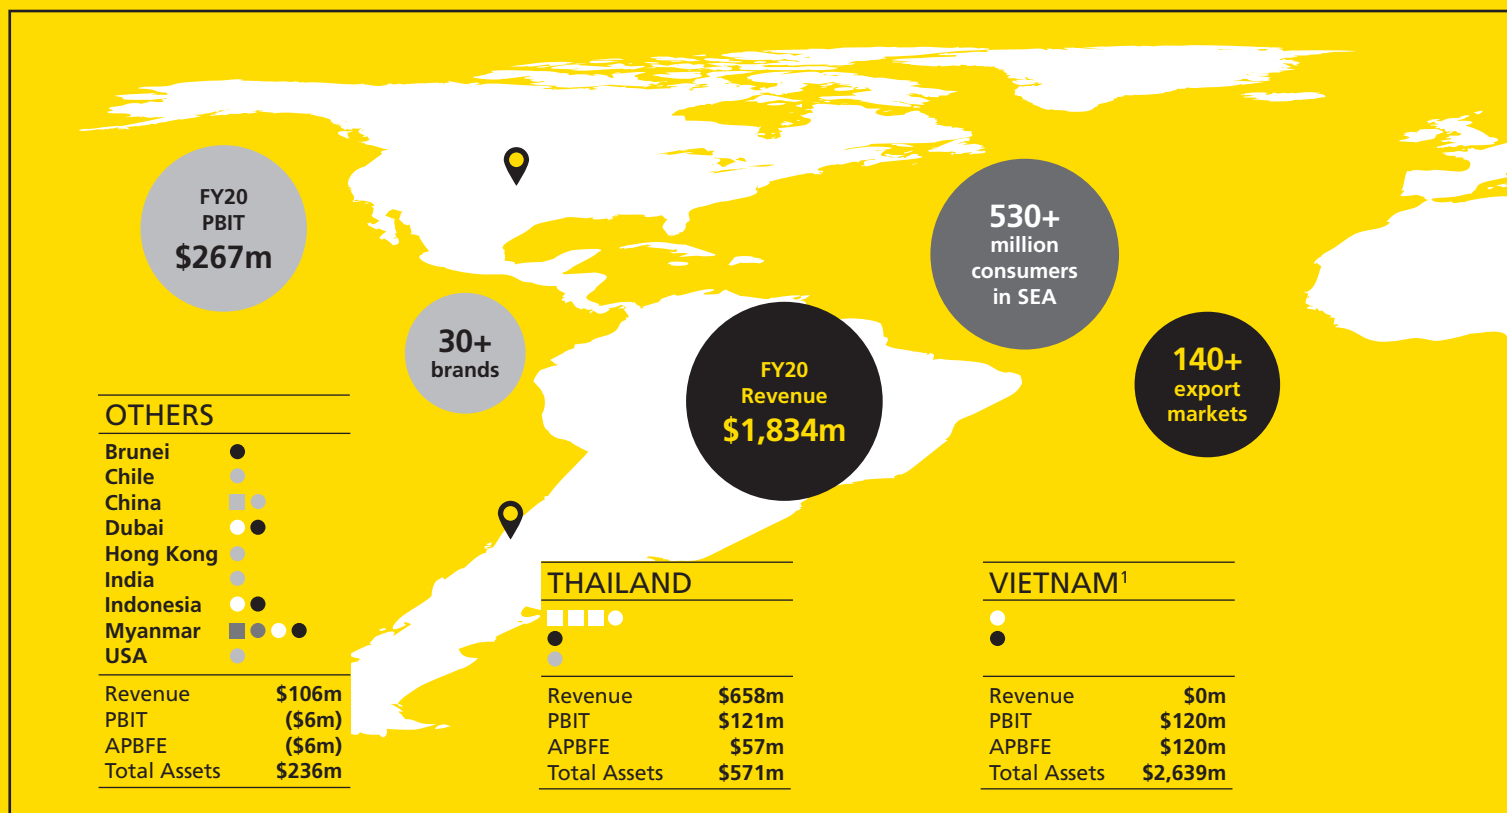 FY20
PBIT
$267m
30+
brands
FY20
Revenue
$1,834m
530+
million
consumers
in SEA
140+
export
markets
OTHERS
Brunei
Chile
China
Dubai
Hong Kong
India
Indonesia
Myanmar
USA
Revenue $106m
PBIT ($6m)
APBFE ($6m)
Total Assets $236m
THAILAND
Revenue $658m
PBIT $121m
APBFE $57m
Total Assets $571m
VIETNAM¹
Revenue $0m
PBIT $120m
APBFE $120m
Total Assets $2,639m